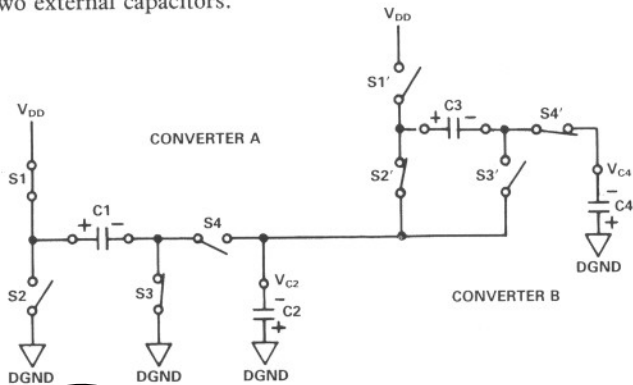 two external capacitors.
VDD
S1'
C3
+ -
S4'
VDD
CONVERTER A
S1
S2'
S3'
VC4
-
C4
+
C1
+ -
S4
DGND
S2
S3
VC2
-
C2
+
CONVERTER B
DGND
DGND
DGND